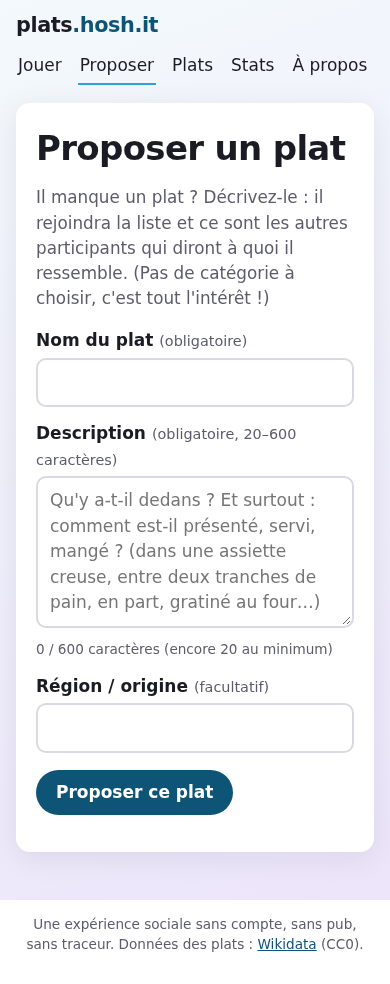 plats.hosh.it
Jouer Proposer Plats Stats À propos
Proposer un plat
Il manque un plat ? Décrivez-le : il
rejoindra la liste et ce sont les autres
participants qui diront à quoi il
ressemble. (Pas de catégorie à
choisir, c'est tout l'intérêt !)
Nom du plat (obligatoire)
Description (obligatoire, 20–600
caractères)
Qu'y a-t-il dedans ? Et surtout :
comment est-il présenté, servi,
mangé ? (dans une assiette
creuse, entre deux tranches de
pain, en part, gratiné au four…)
0 / 600 caractères (encore 20 au minimum)
Région / origine (facultatif)
Proposer ce plat
Une expérience sociale sans compte, sans pub,
sans traceur. Données des plats : Wikidata (CC0).